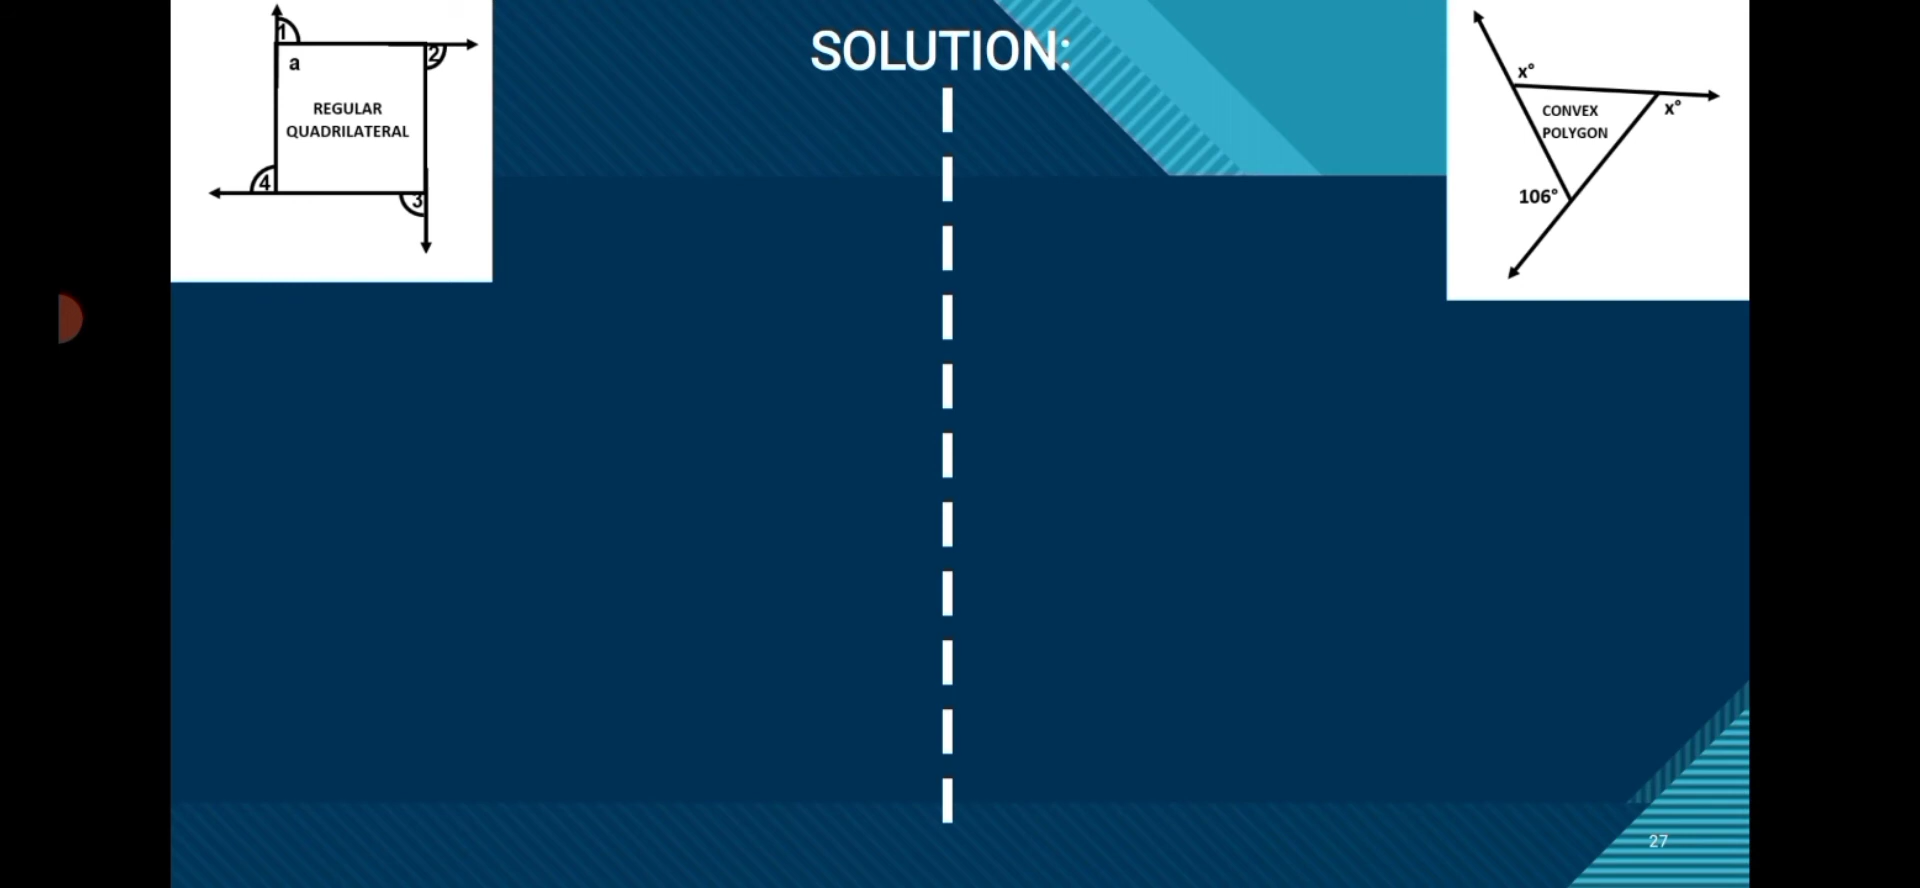 SOLUTION:
1
2
a
REGULAR
QUADRILATERAL
4
3
x°
CONVEX
POLYGON
x°
106°
27